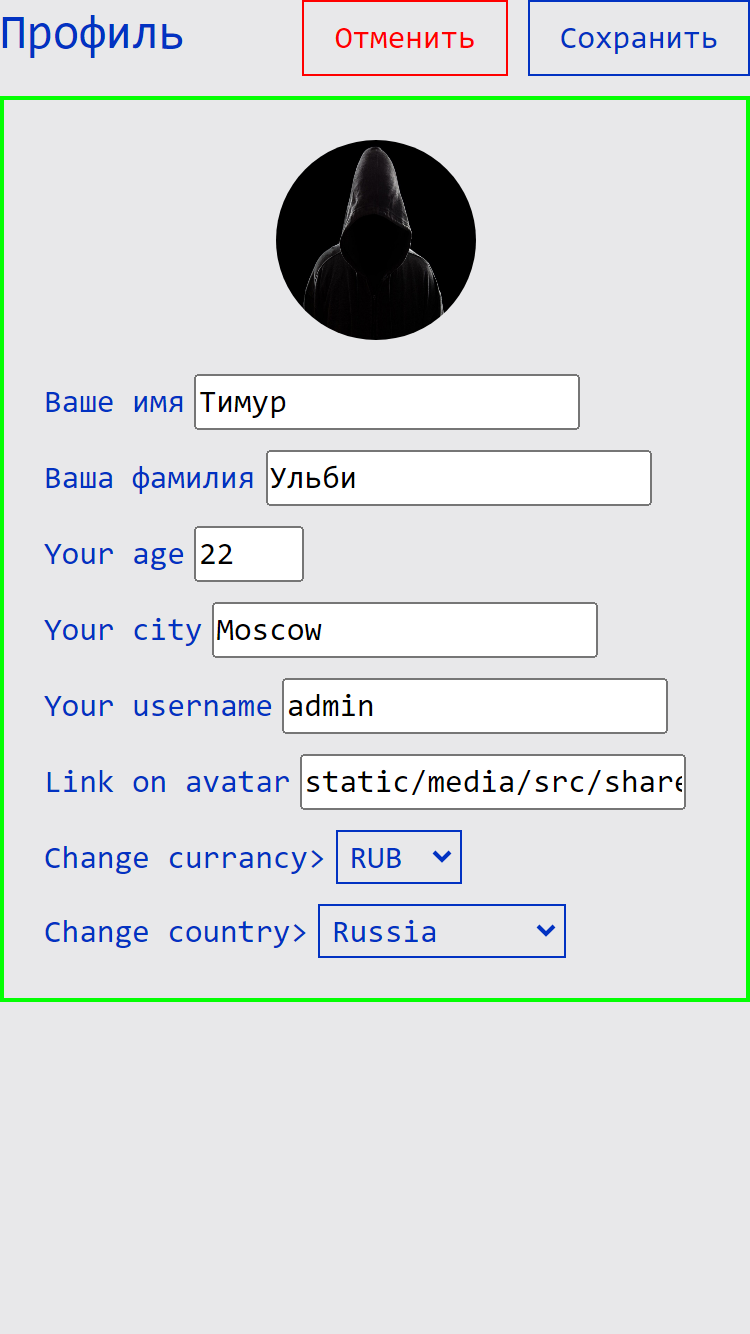 Профиль Отменить Сохранить
Ваше имя Тимур
Ваша фамилия Ульби
Your age 22
Your city Moscow
Your username admin
Link on avatar static/media/src/share
Change currancy> RUB
Change country> Russia